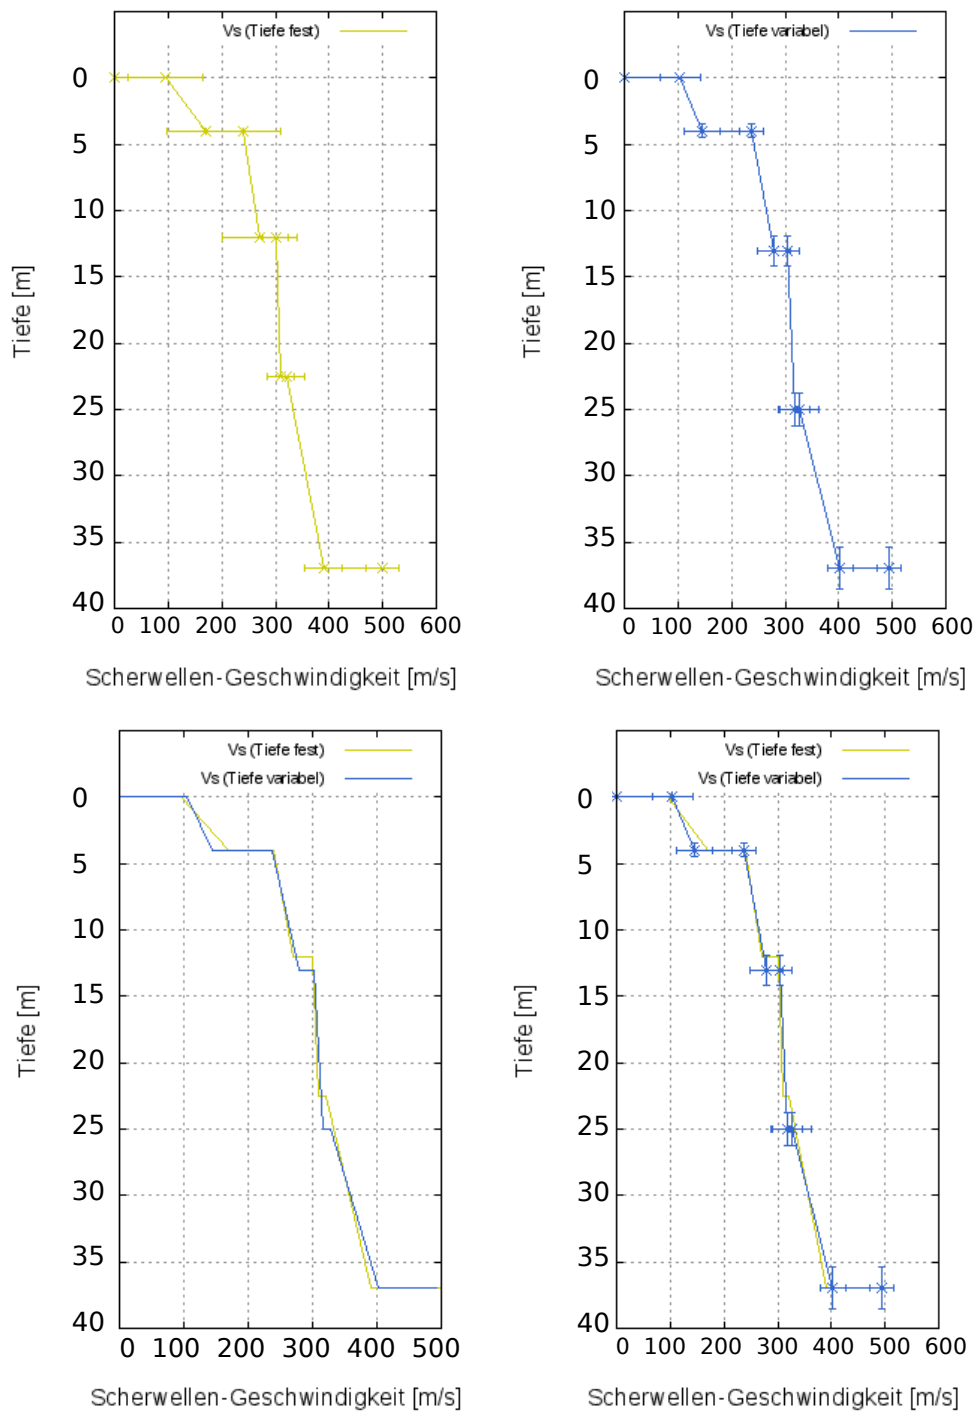 Vs (Tiefe fest)
0
5
10
15
20
25
30
35
40
Tiefe [m]
0 100 200 300 400 500 600
Scherwellen-Geschwindigkeit [m/s]
Vs (Tiefe variabel)
0
5
10
15
20
25
30
35
40
Tiefe [m]
0 100 200 300 400 500 600
Scherwellen-Geschwindigkeit [m/s]
Vs (Tiefe fest)
Vs (Tiefe variabel)
0
5
10
15
20
25
30
35
40
Tiefe [m]
0 100 200 300 400 500
Scherwellen-Geschwindigkeit [m/s]
Vs (Tiefe fest)
Vs (Tiefe variabel)
0
5
10
15
20
25
30
35
40
Tiefe [m]
0 100 200 300 400 500 600
Scherwellen-Geschwindigkeit [m/s]